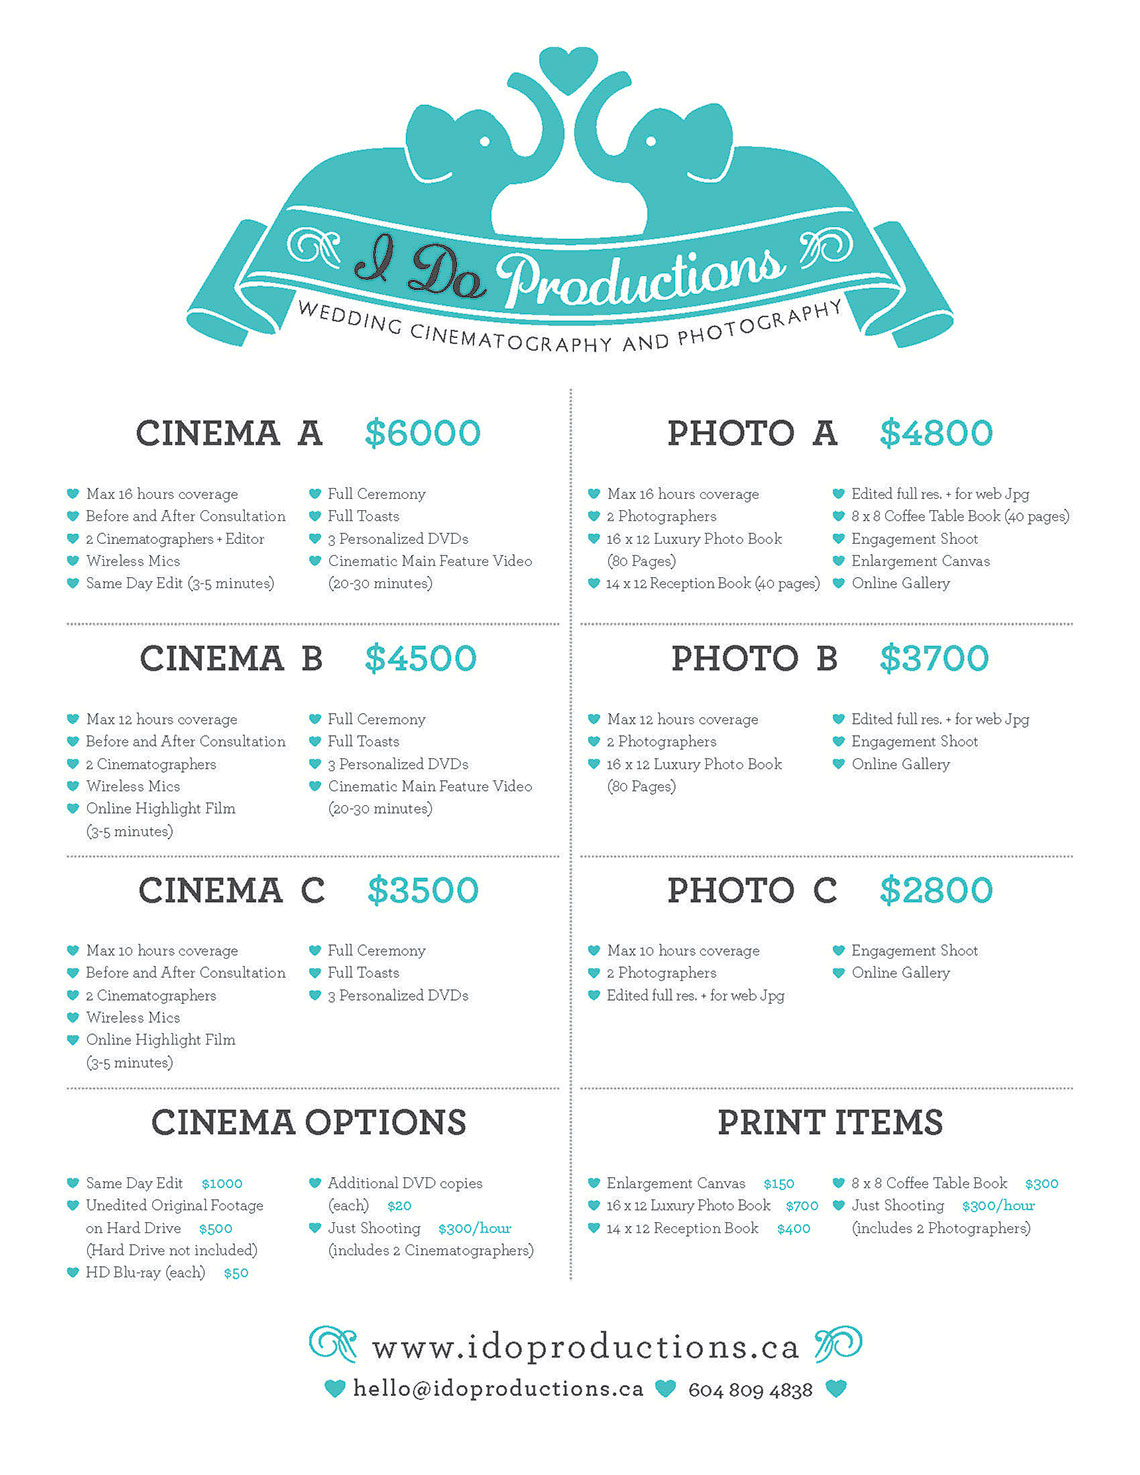 I Do Productions
WEDDING CINEMATOGRAPHY AND PHOTOGRAPHY
CINEMA A $6000
Max 16 hours coverage
Before and After Consultation
2 Cinematographers + Editor
Wireless Mics
Same Day Edit (3-5 minutes)
Full Ceremony
Full Toasts
3 Personalized DVDs
Cinematic Main Feature Video
(20-30 minutes)
PHOTO A $4800
Max 16 hours coverage
2 Photographers
16 x 12 Luxury Photo Book
(80 Pages)
14 x 12 Reception Book (40 pages)
Edited full res. + for web Jpg
8 x 8 Coffee Table Book (40 pages)
Engagement Shoot
Enlargement Canvas
Online Gallery
CINEMA B $4500
Max 12 hours coverage
Before and After Consultation
2 Cinematographers
Wireless Mics
Online Highlight Film
(3-5 minutes)
Full Ceremony
Full Toasts
3 Personalized DVDs
Cinematic Main Feature Video
(20-30 minutes)
PHOTO B $3700
Max 12 hours coverage
2 Photographers
16 x 12 Luxury Photo Book
(80 Pages)
Edited full res. + for web Jpg
Engagement Shoot
Online Gallery
CINEMA C $3500
Max 10 hours coverage
Before and After Consultation
2 Cinematographers
Wireless Mics
Online Highlight Film
(3-5 minutes)
Full Ceremony
Full Toasts
3 Personalized DVDs
PHOTO C $2800
Max 10 hours coverage
2 Photographers
Edited full res. + for web Jpg
Engagement Shoot
Online Gallery
CINEMA OPTIONS
Same Day Edit $1000
Unedited Original Footage
on Hard Drive $500
(Hard Drive not included)
HD Blu-ray (each) $50
Additional DVD copies
(each) $20
Just Shooting $300/hour
(includes 2 Cinematographers)
PRINT ITEMS
Enlargement Canvas $150
16 x 12 Luxury Photo Book $700
14 x 12 Reception Book $400
8 x 8 Coffee Table Book $300
Just Shooting $300/hour
(includes 2 Photographers)
www.idoproductions.ca
hello@idoproductions.ca 604 809 4838